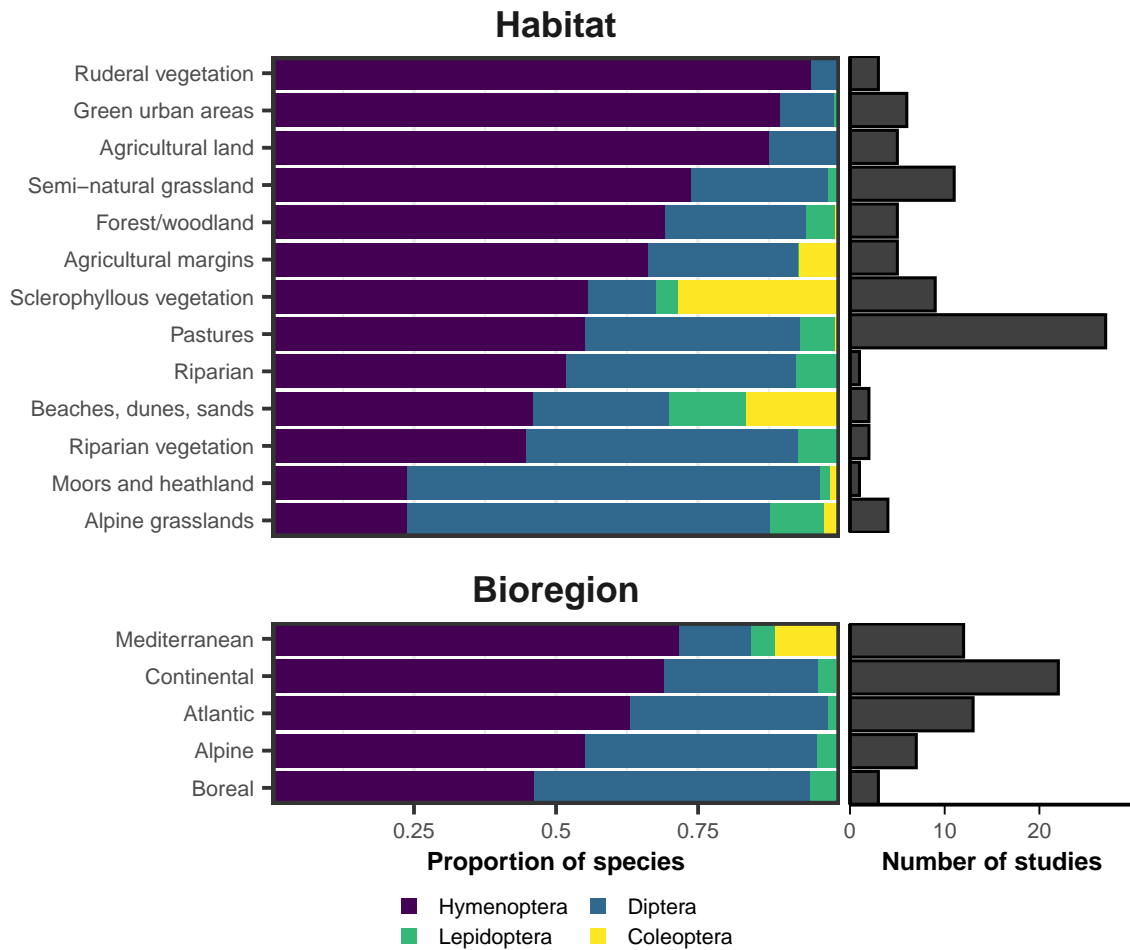 Habitat
Ruderal vegetation
Green urban areas
Agricultural land
Semi−natural grassland
Forest/woodland
Agricultural margins
Sclerophyllous vegetation
Pastures
Riparian
Beaches, dunes, sands
Riparian vegetation
Moors and heathland
Alpine grasslands
Bioregion
Mediterranean
Continental
Atlantic
Alpine
Boreal
0.25 0.5 0.75 0 10 20
Proportion of species Number of studies
Hymenoptera Diptera
Lepidoptera Coleoptera